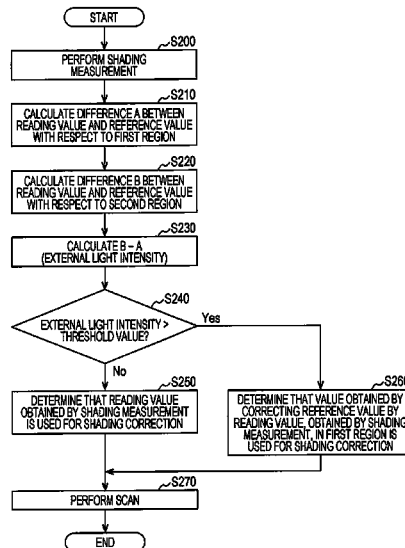 START
S200
PERFORM SHADING
MEASUREMENT
S210
CALCULATE DIFFERENCE A BETWEEN
READING VALUE AND REFERENCE VALUE
WITH RESPECT TO FIRST REGION
S220
CALCULATE DIFFERENCE B BETWEEN
READING VALUE AND REFERENCE VALUE
WITH RESPECT TO SECOND REGION
S230
CALCULATE B – A
(EXTERNAL LIGHT INTENSITY)
S240
EXTERNAL LIGHT INTENSITY >
THRESHOLD VALUE?
Yes
No
S250
DETERMINE THAT READING VALUE
OBTAINED BY SHADING MEASUREMENT
IS USED FOR SHADING CORRECTION
S260
DETERMINE THAT VALUE OBTAINED BY
CORRECTING REFERENCE VALUE BY
READING VALUE, OBTAINED BY SHADING
MEASUREMENT, IN FIRST REGION IS
USED FOR SHADING CORRECTION
S270
PERFORM SCAN
END